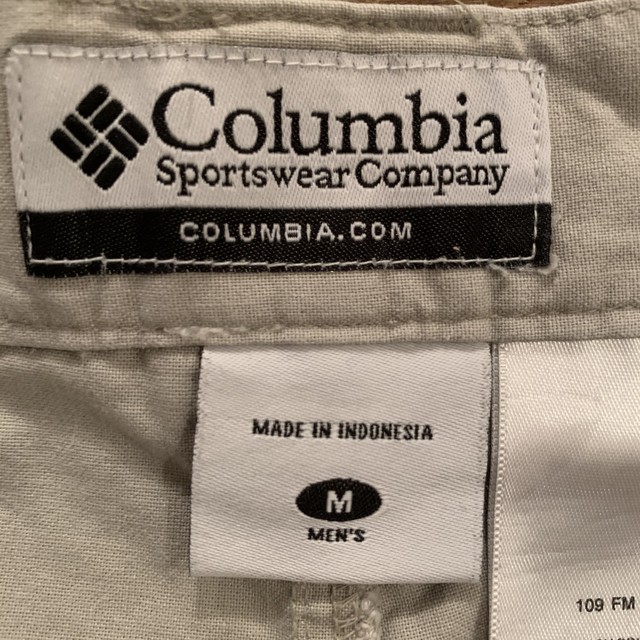 Columbia
Sportswear Company
COLUMBIA.COM
MADE IN INDONESIA
M
MEN'S
109 FM